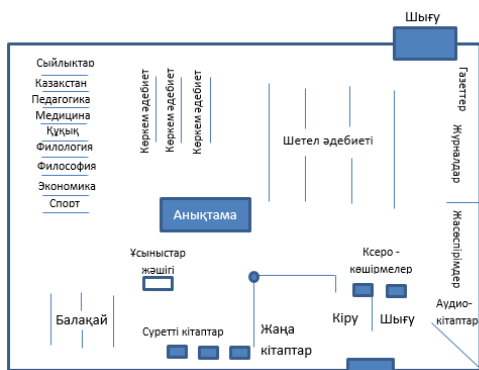 Шығу
Сыйлықтар
Казакстан
Педагогика
Медицина
Құқық
Филология
Философия
Экономика
Спорт
Көркем әдебиет
Көркем әдебиет
Көркем әдебиет
Шетел әдебиеті
Газеттер
Журналдар
Жасөспірімдер
Анықтама
Ұсыныстар
жәшігі
Ксеро -
көшірмелер
Балақай
Суретті кітаптар
Жаңа
кітаптар
Кіру
Шығу
Аудио-
кітаптар